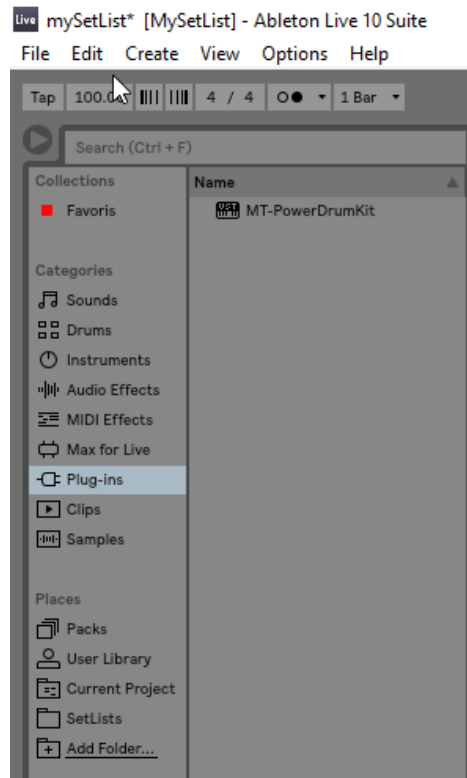 Live mySetList* [MySetList] - Ableton Live 10 Suite
File Edit Create View Options Help
Tap 4 / 4 1 Bar
Search (Ctrl + F)
Collections
Favoris
Categories
Sounds
Drums
Instruments
Audio Effects
MIDI Effects
Max for Live
Plug-ins
Clips
Samples
Places
Packs
User Library
Current Project
SetLists
Add Folder...
Name
VST MT-PowerDrumKit